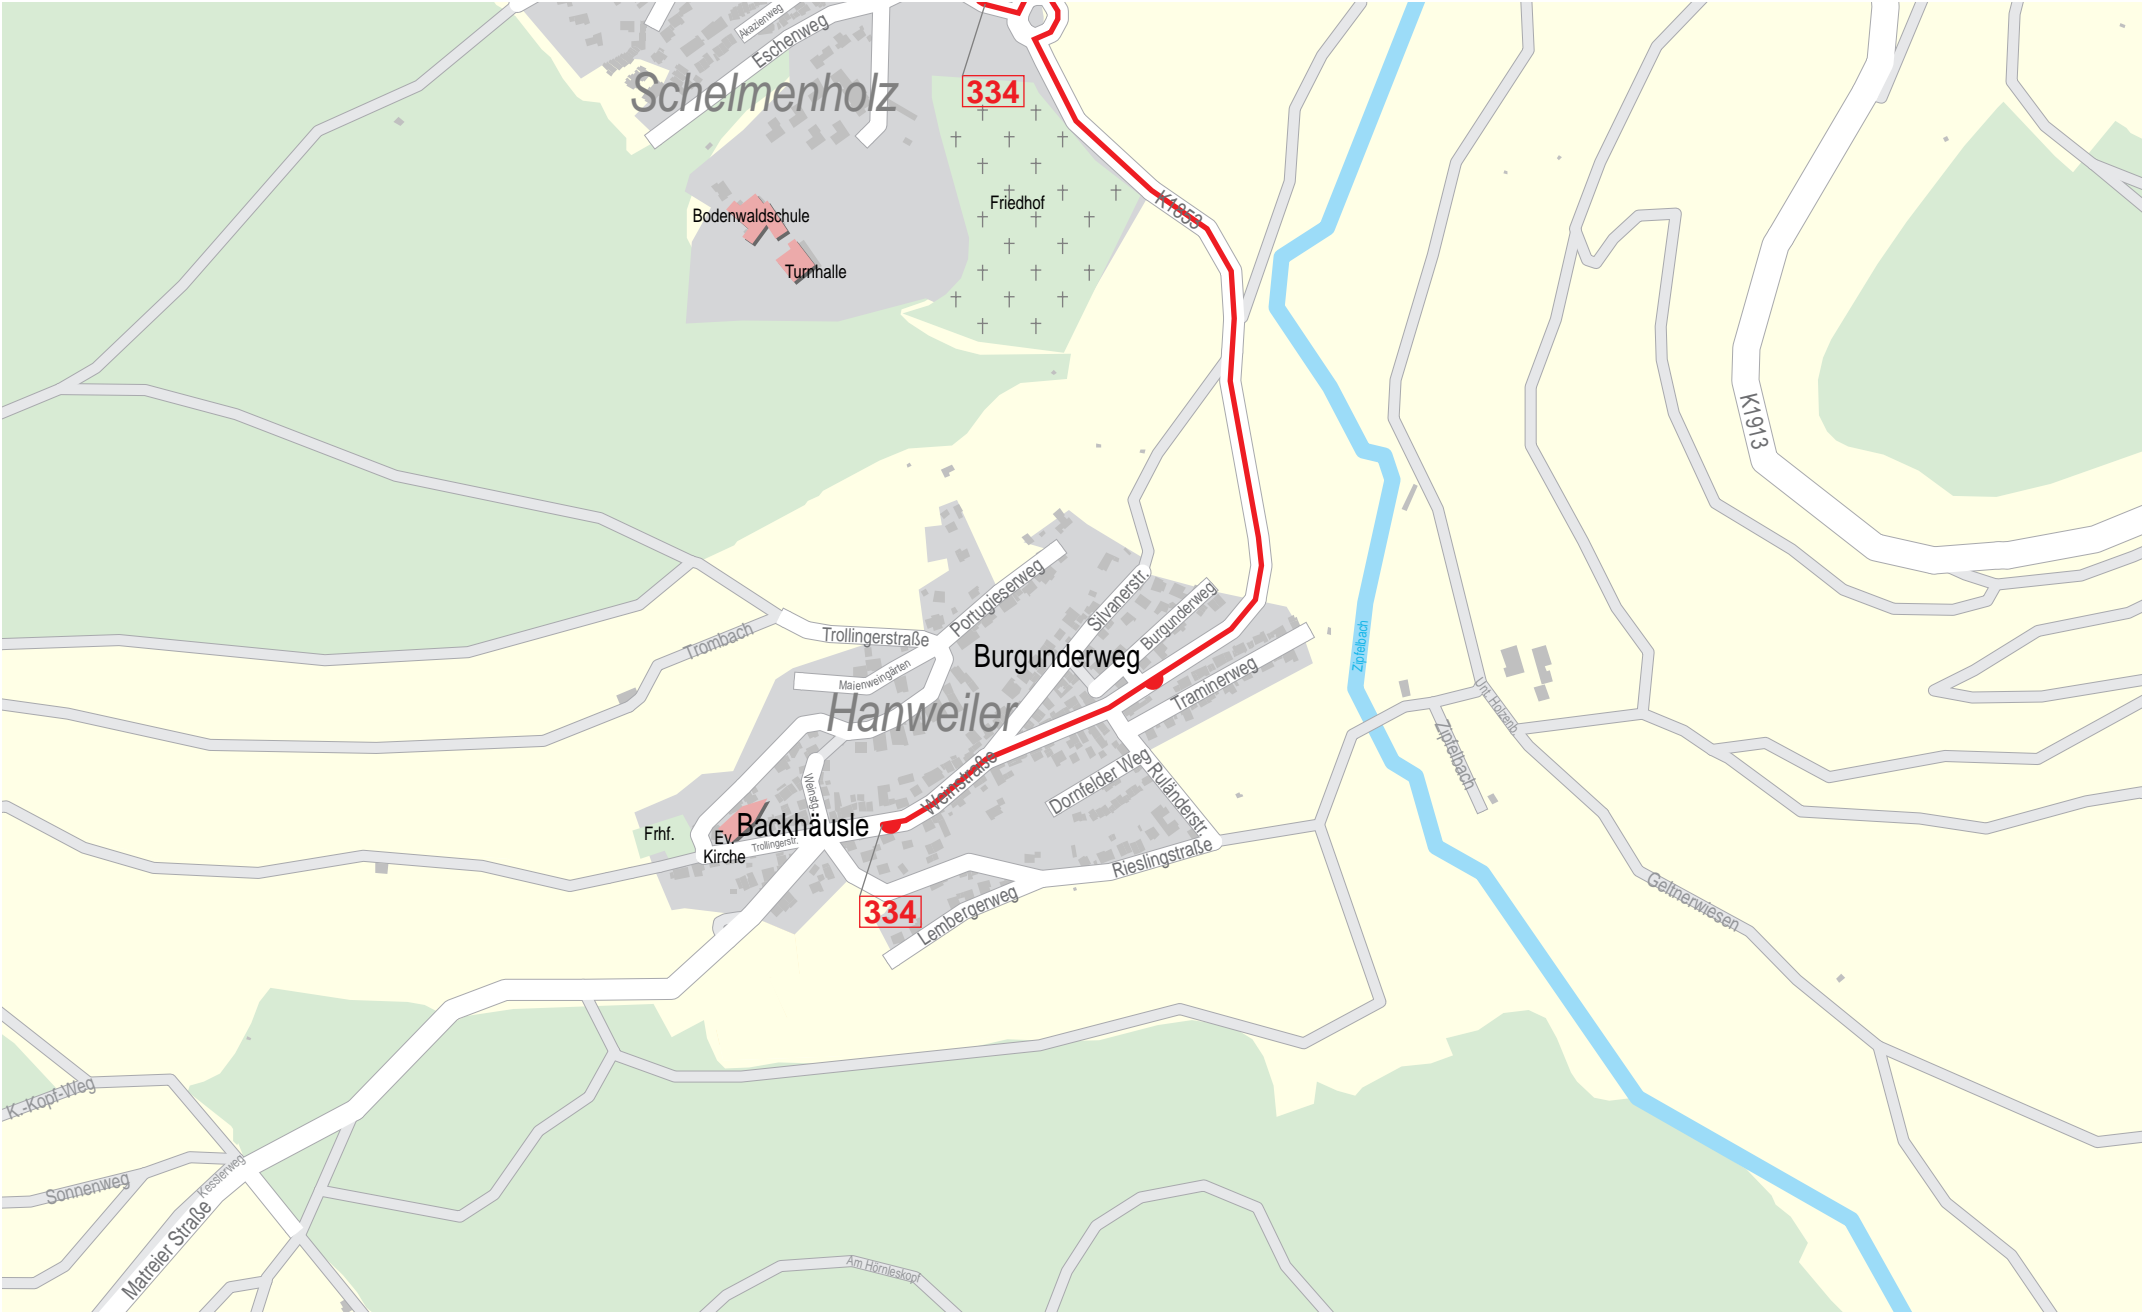 Akazienweg
Eschenweg
Schelmenholz
334
Friedhof
K1853
Bodenwaldschule
Turnhalle
K1913
Portugieserweg
Silvanerstr.
Burgunderweg
Trollingerstraße
Trombach
Maienweingärten
Burgunderweg
Traminerweg
Zipfelbach
Hanweiler
Unt. Holzenb.
Zipfelbach
Weinstraße
Weinstg.
Dornfelder Weg
Ruländerstr.
Frhf.
Ev.
Kirche
Backhäusle
Trollingerstr.
Rieslingstraße
334
Lembergerweg
Geltnerwiesen
K.-Kopf-Weg
Sonnenweg
Kesslerweg
Matreier Straße
Am Hörnleskopf